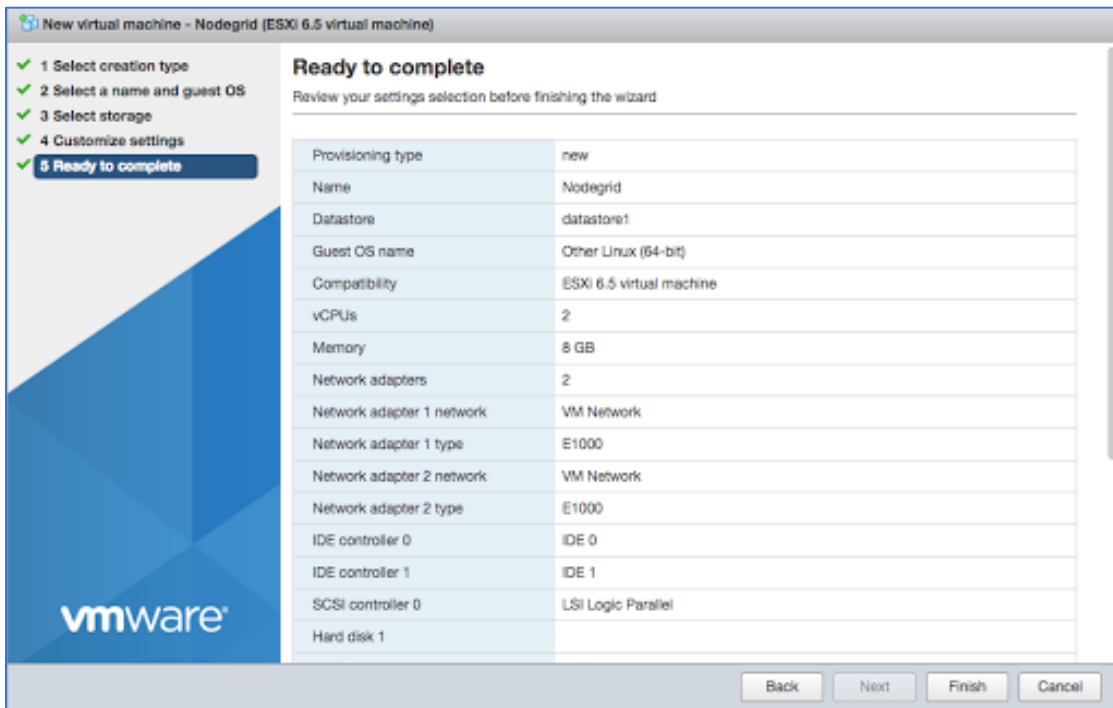 New virtual machine - Nodegrid (ESXi 6.5 virtual machine)
1 Select creation type
2 Select a name and guest OS
3 Select storage
4 Customize settings
5 Ready to complete
Ready to complete
Review your settings selection before finishing the wizard
Provisioning type new
Name Nodegrid
Datastore datastore1
Guest OS name Other Linux (64-bit)
Compatibility ESXi 6.5 virtual machine
vCPUs 2
Memory 8 GB
Network adapters 2
Network adapter 1 network VM Network
Network adapter 1 type E1000
Network adapter 2 network VM Network
Network adapter 2 type E1000
IDE controller 0 IDE 0
IDE controller 1 IDE 1
SCSI controller 0 LSI Logic Parallel
Hard disk 1
vmware
Back Next Finish Cancel